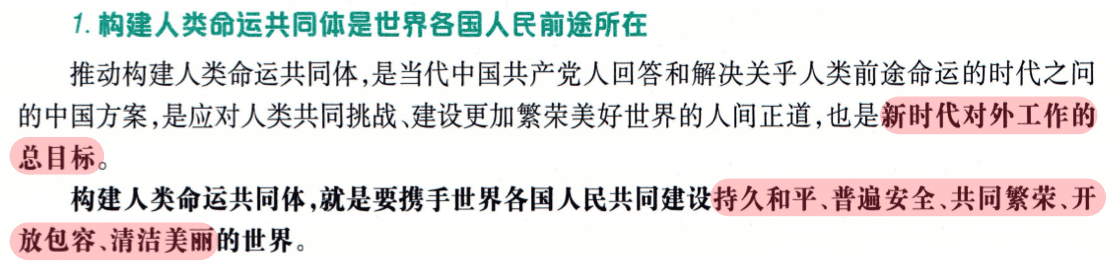 1. 构建人类命运共同体是世界各国人民前途所在
推动构建人类命运共同体,是当代中国共产党人回答和解决关乎人类前途命运的时代之问
的中国方案,是应对人类共同挑战、建设更加繁荣美好世界的人间正道,也是新时代对外工作的
总目标。
构建人类命运共同体,就是要携手世界各国人民共同建设持久和平、普遍安全、共同繁荣、开
放包容、清洁美丽的世界。